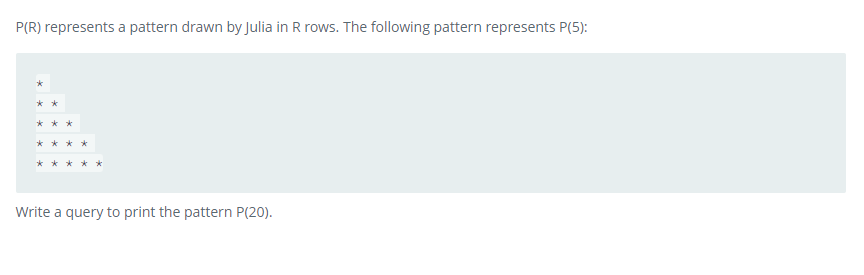 P(R) represents a pattern drawn by Julia in R rows. The following pattern represents P(5):
*
* *
* * *
* * * *
* * * * *
Write a query to print the pattern P(20).